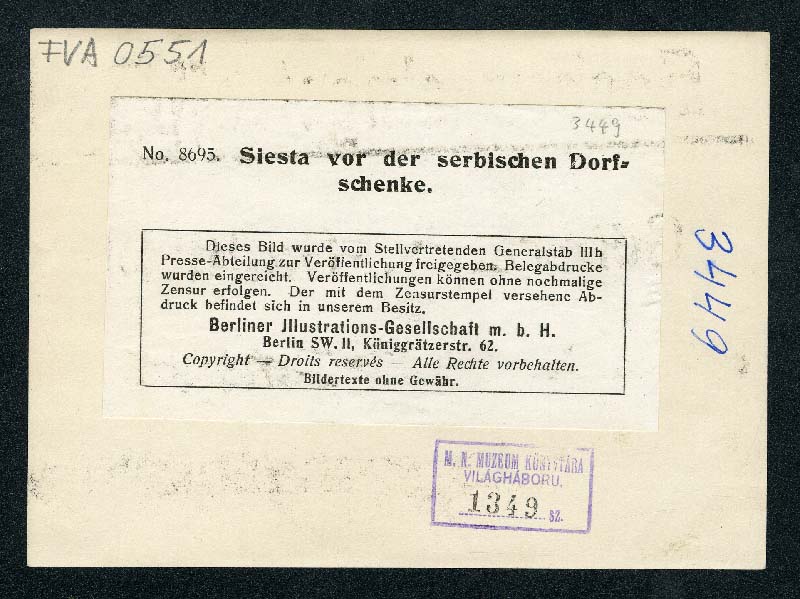 FVA 0551
3449
No. 8695. Siesta vor der serbischen Dorf-
schenke.
Dieses Bild wurde vom Stellvertretenden Generalstab IIIb
Presse-Abteilung zur Veröffentlichung freigegeben. Belegabdrucke
wurden eingereicht. Veröffentlichungen können ohne nochmalige
Zensur erfolgen. Der mit dem Zensurstempel versehene Ab-
druck befindet sich in unserem Besitz.
Berliner Jllustrations-Gesellschaft m. b. H.
Berlin SW. 11, Königgrätzerstr. 62.
Copyright — Droits reservés — Alle Rechte vorbehalten.
Bildertexte ohne Gewähr.
3449
M. N. MUZEUM KÖNYVTÁRA
VILÁGHÁBORU.
1349 sz.